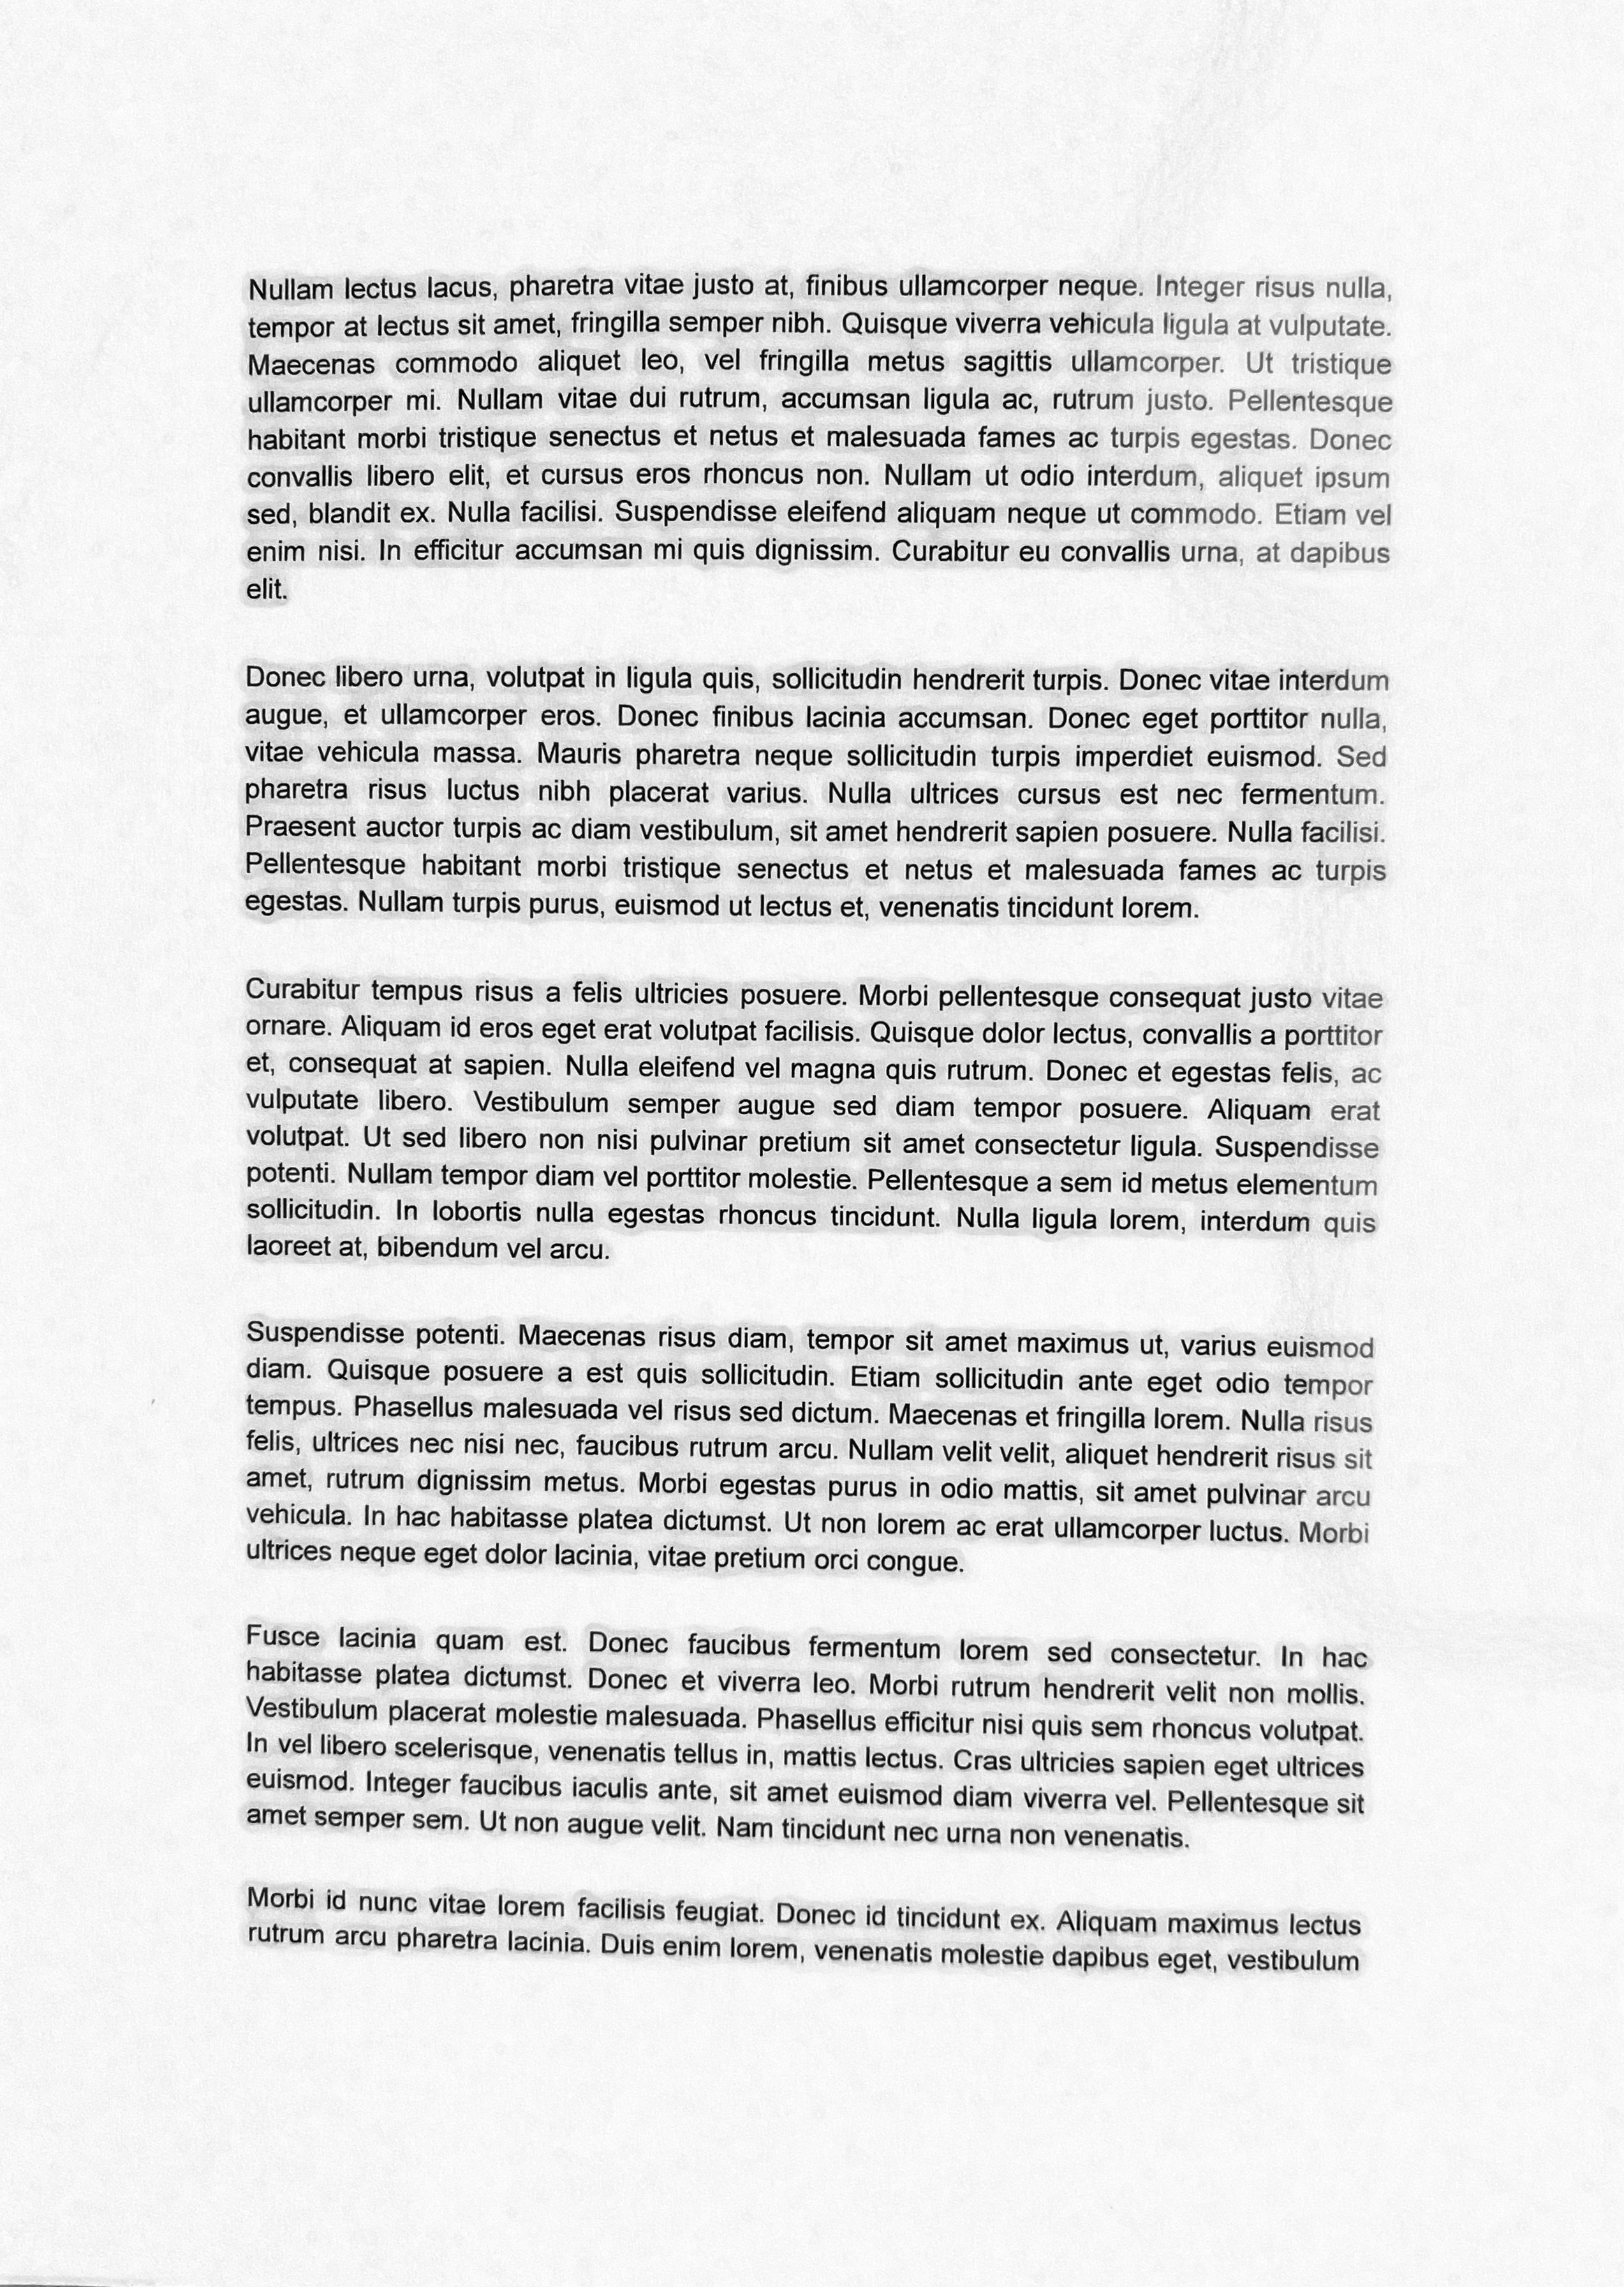 Nullam lectus lacus, pharetra vitae justo at, finibus ullamcorper neque. Integer risus nulla,
tempor at lectus sit amet, fringilla semper nibh. Quisque viverra vehicula ligula at vulputate.
Maecenas commodo aliquet leo, vel fringilla metus sagittis ullamcorper. Ut tristique
ullamcorper mi. Nullam vitae dui rutrum, accumsan ligula ac, rutrum justo. Pellentesque
habitant morbi tristique senectus et netus et malesuada fames ac turpis egestas. Donec
convallis libero elit, et cursus eros rhoncus non. Nullam ut odio interdum, aliquet ipsum
sed, blandit ex. Nulla facilisi. Suspendisse eleifend aliquam neque ut commodo. Etiam vel
enim nisi. In efficitur accumsan mi quis dignissim. Curabitur eu convallis urna, at dapibus
elit.
Donec libero urna, volutpat in ligula quis, sollicitudin hendrerit turpis. Donec vitae interdum
augue, et ullamcorper eros. Donec finibus lacinia accumsan. Donec eget porttitor nulla,
vitae vehicula massa. Mauris pharetra neque sollicitudin turpis imperdiet euismod. Sed
pharetra risus luctus nibh placerat varius. Nulla ultrices cursus est nec fermentum.
Praesent auctor turpis ac diam vestibulum, sit amet hendrerit sapien posuere. Nulla facilisi.
Pellentesque habitant morbi tristique senectus et netus et malesuada fames ac turpis
egestas. Nullam turpis purus, euismod ut lectus et, venenatis tincidunt lorem.
Curabitur tempus risus a felis ultricies posuere. Morbi pellentesque consequat justo vitae
ornare. Aliquam id eros eget erat volutpat facilisis. Quisque dolor lectus, convallis a porttitor
et, consequat at sapien. Nulla eleifend vel magna quis rutrum. Donec et egestas felis, ac
vulputate libero. Vestibulum semper augue sed diam tempor posuere. Aliquam erat
volutpat. Ut sed libero non nisi pulvinar pretium sit amet consectetur ligula. Suspendisse
potenti. Nullam tempor diam vel porttitor molestie. Pellentesque a sem id metus elementum
sollicitudin. In lobortis nulla egestas rhoncus tincidunt. Nulla ligula lorem, interdum quis
laoreet at, bibendum vel arcu.
Suspendisse potenti. Maecenas risus diam, tempor sit amet maximus ut, varius euismod
diam. Quisque posuere a est quis sollicitudin. Etiam sollicitudin ante eget odio tempor
tempus. Phasellus malesuada vel risus sed dictum. Maecenas et fringilla lorem. Nulla risus
felis, ultrices nec nisi nec, faucibus rutrum arcu. Nullam velit velit, aliquet hendrerit risus sit
amet, rutrum dignissim metus. Morbi egestas purus in odio mattis, sit amet pulvinar arcu
vehicula. In hac habitasse platea dictumst. Ut non lorem ac erat ullamcorper luctus. Morbi
ultrices neque eget dolor lacinia, vitae pretium orci congue.
Fusce lacinia quam est. Donec faucibus fermentum lorem sed consectetur. In hac
habitasse platea dictumst. Donec et viverra leo. Morbi rutrum hendrerit velit non mollis.
Vestibulum placerat molestie malesuada. Phasellus efficitur nisi quis sem rhoncus volutpat.
In vel libero scelerisque, venenatis tellus in, mattis lectus. Cras ultricies sapien eget ultrices
euismod. Integer faucibus iaculis ante, sit amet euismod diam viverra vel. Pellentesque sit
amet semper sem. Ut non augue velit. Nam tincidunt nec urna non venenatis.
Morbi id nunc vitae lorem facilisis feugiat. Donec id tincidunt ex. Aliquam maximus lectus
rutrum arcu pharetra lacinia. Duis enim lorem, venenatis molestie dapibus eget, vestibulum